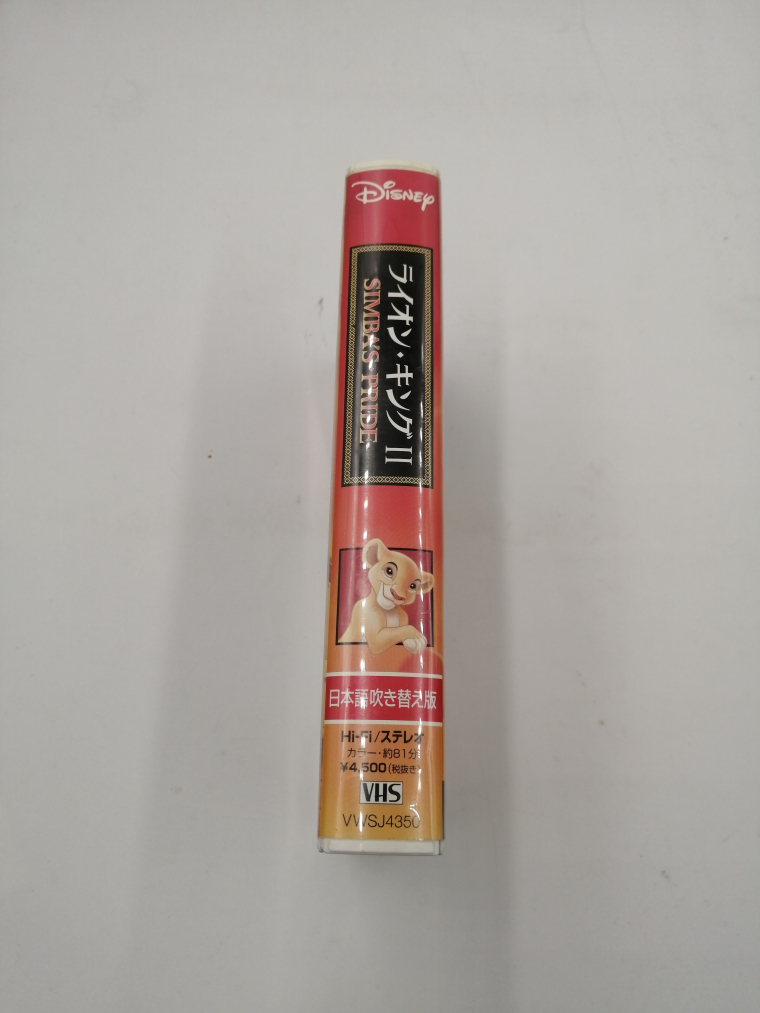 Disney
ライオン・キング II
SIMBA'S PRIDE
日本語吹き替え版
Hi-Fi/ステレオ
カラー・約81分
¥4,500(税抜き)
VHS
VWSJ4350